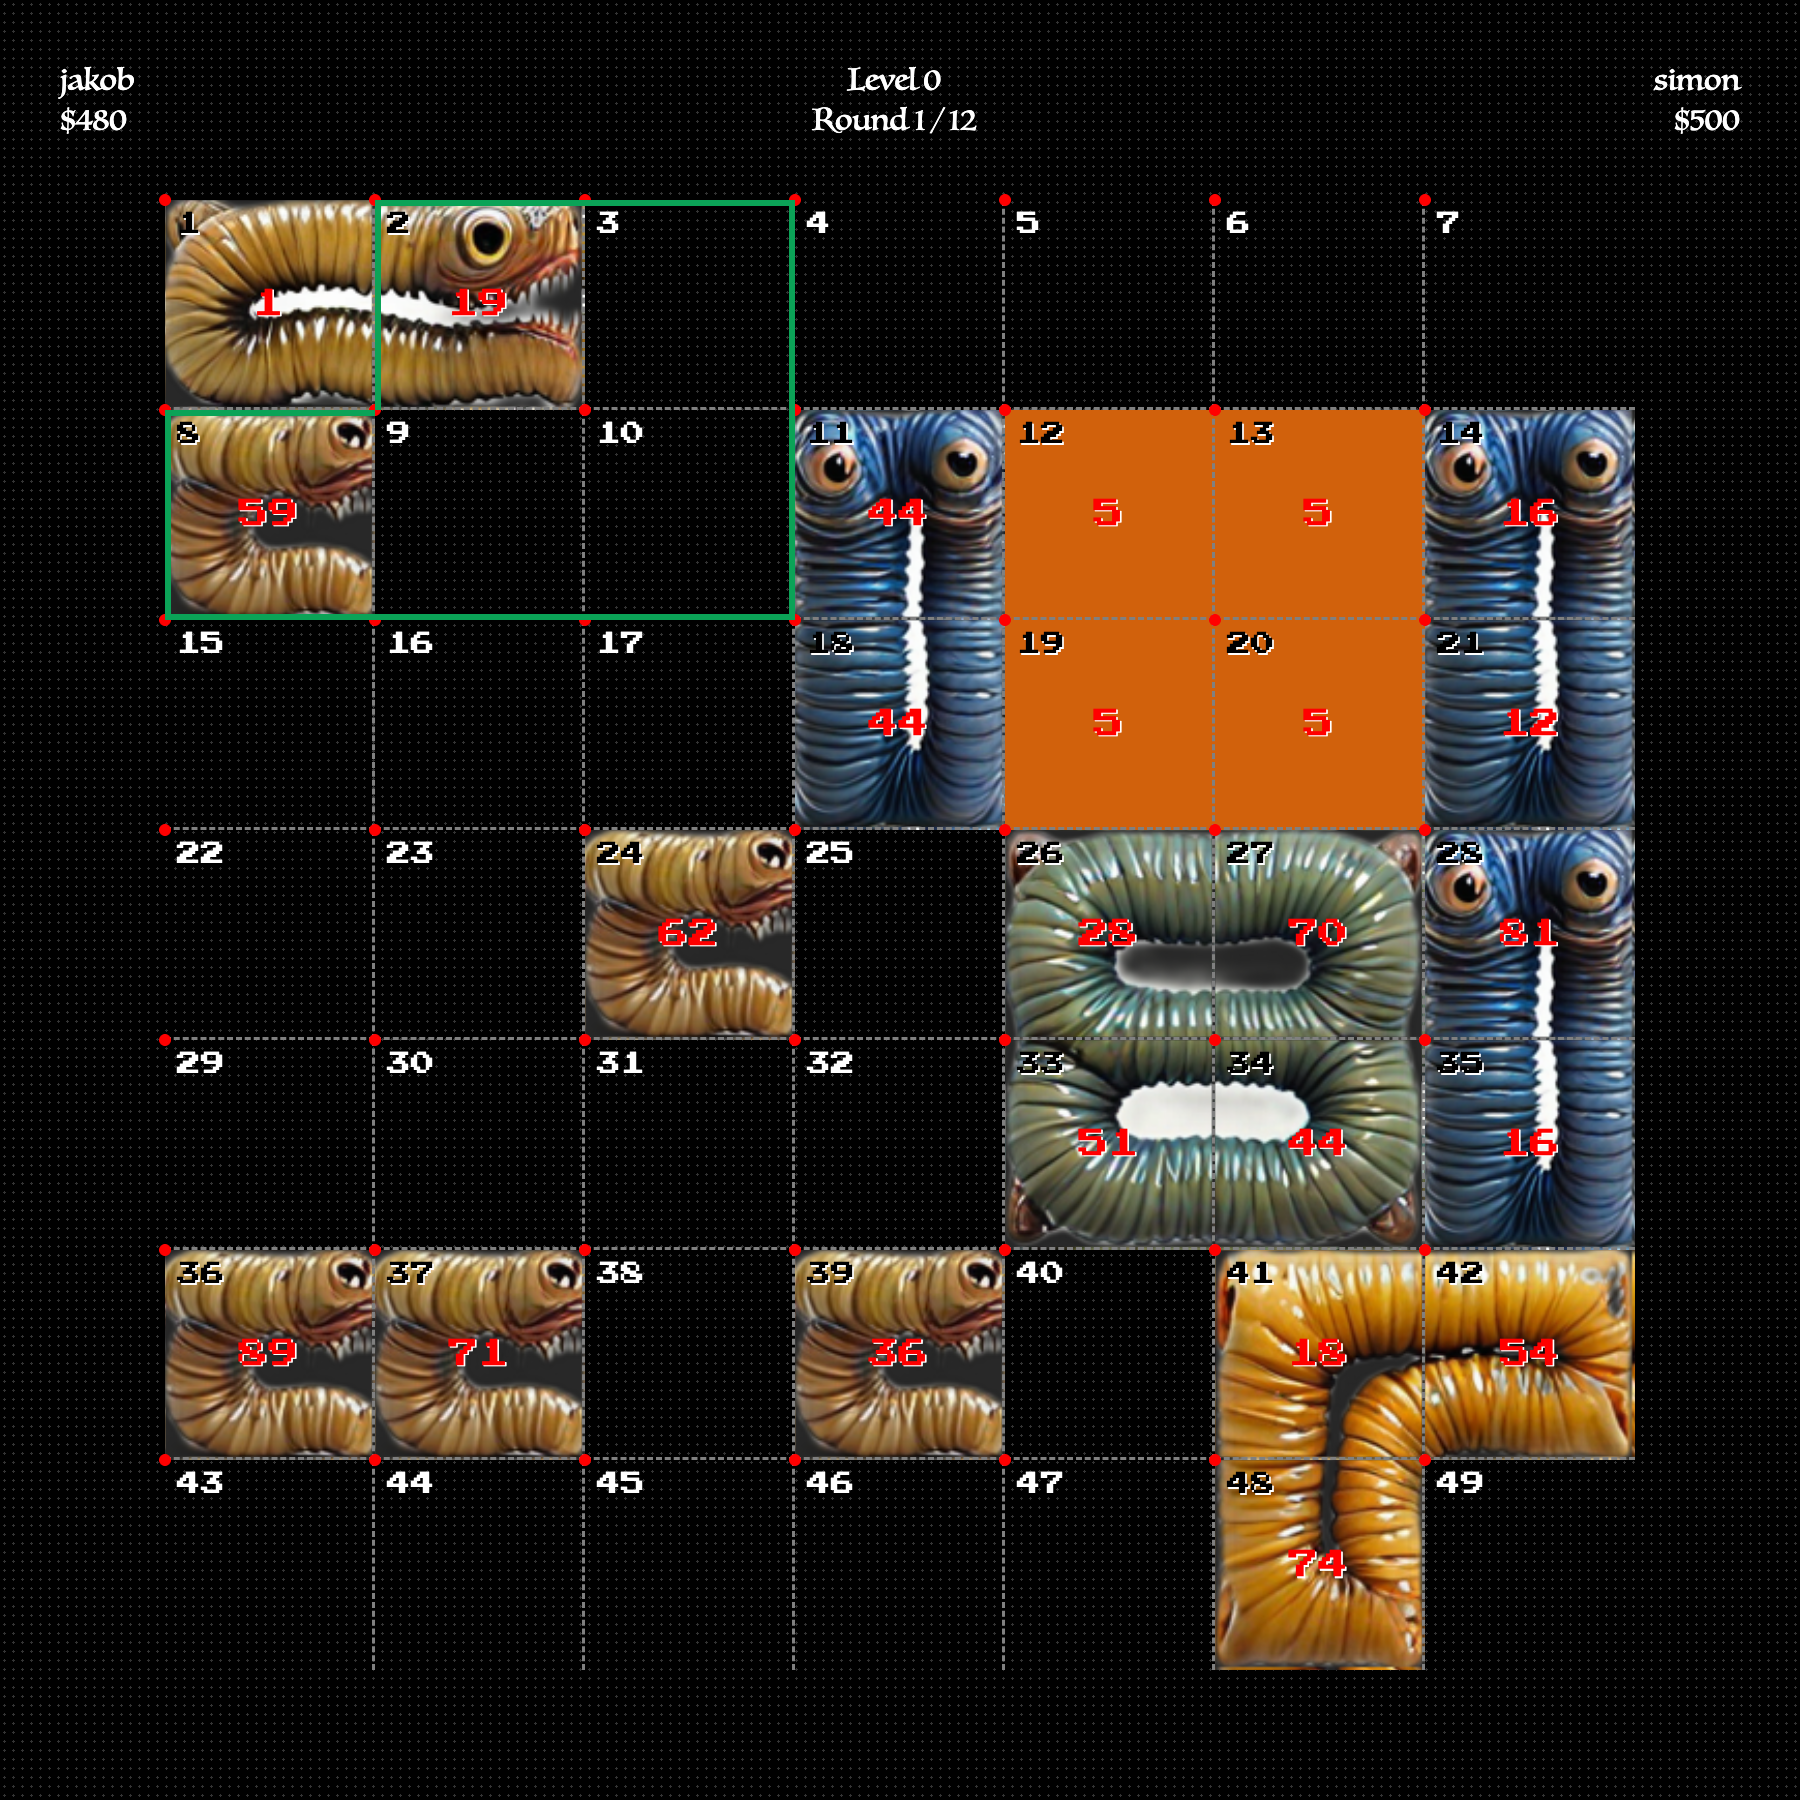 jakob
$480
Level 0
Round 1 / 12
simon
$500
1 2 3 4 5 6 7
1 19
8 9 10 11 12 13 14
59 44 5 5 16
15 16 17 18 19 20 21
44 5 5 12
22 23 24 25 26 27 28
62 28 70 81
29 30 31 32 33 34 35
51 44 16
36 37 38 39 40 41 42
89 71 36 18 54
43 44 45 46 47 48 49
74